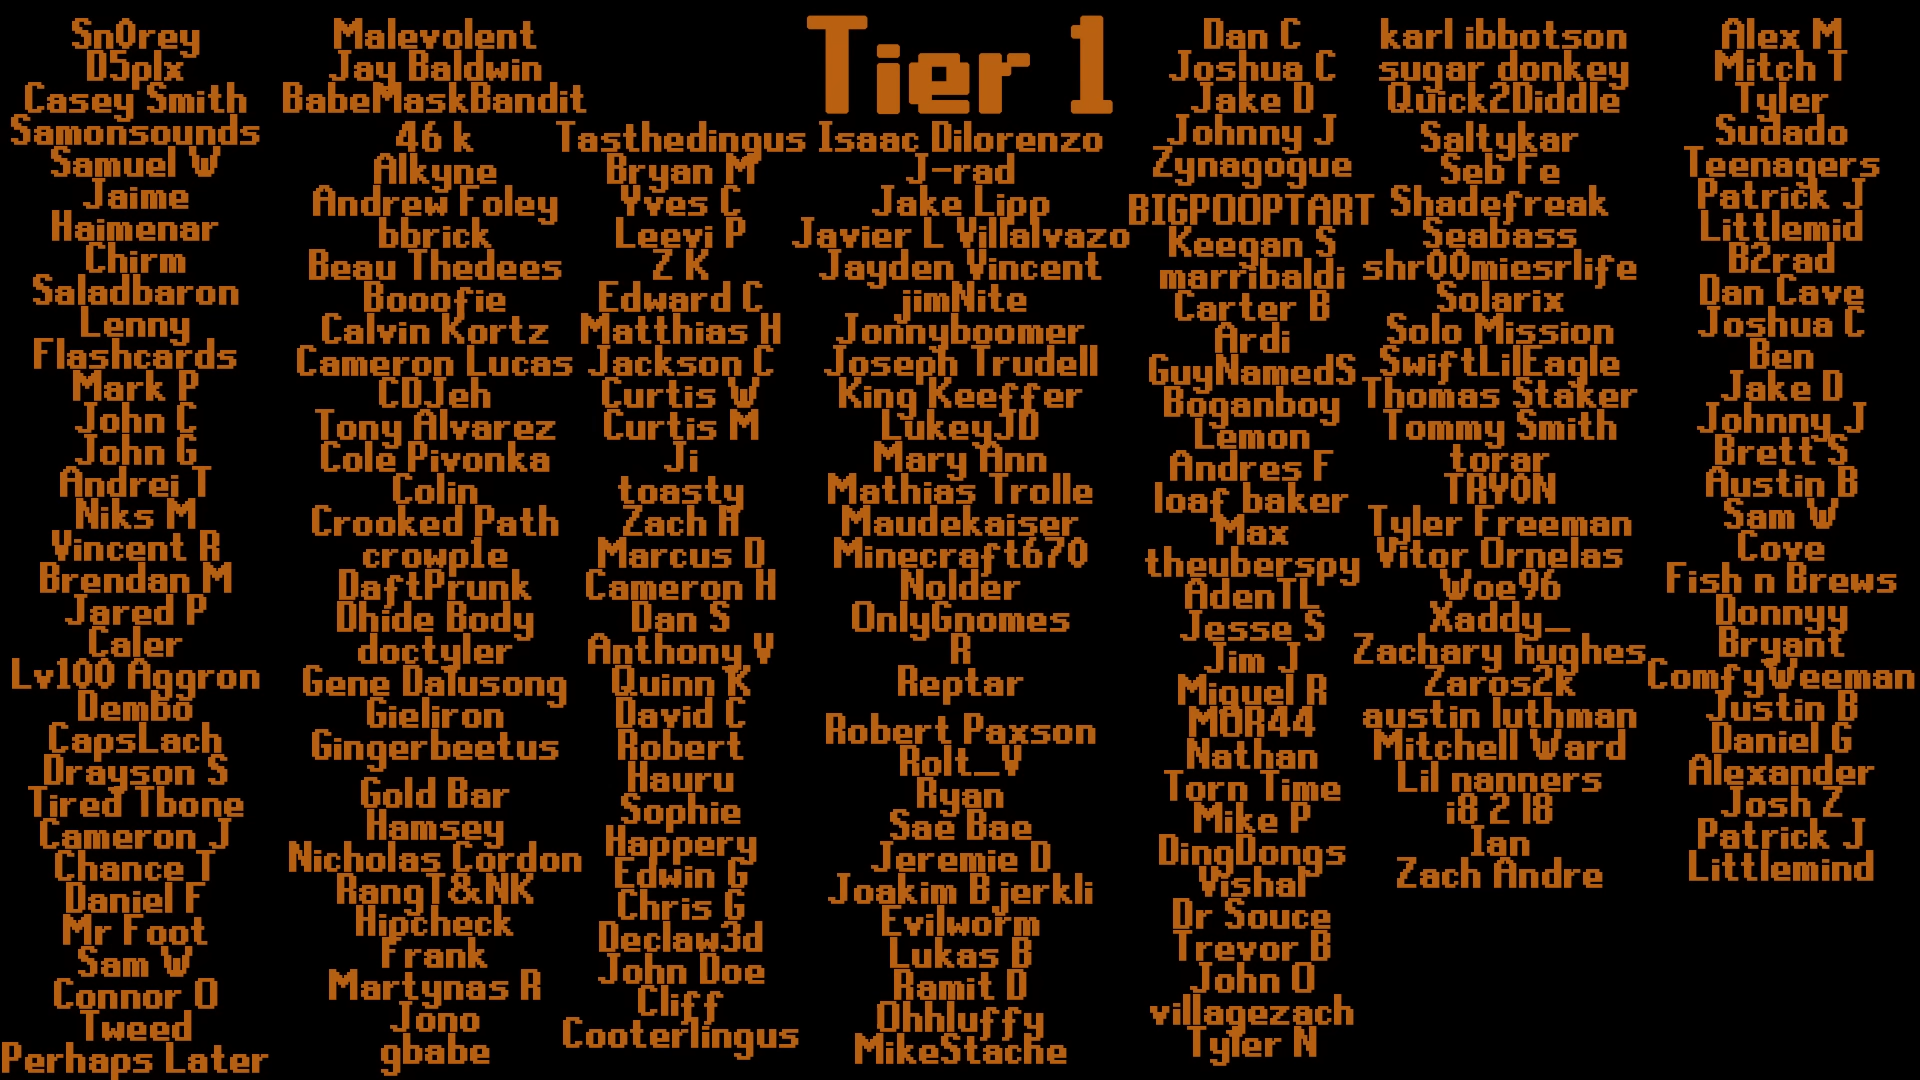 Tier 1
Sn0rey
D5plx
Casey Smith
Samonsounds
Samuel W
Jaime
Haimenar
Chirm
Saladbaron
Lenny
Flashcards
Mark P
John C
John G
Andrei T
Niks M
Vincent R
Brendan M
Jared P
Caler
Lv100 Aggron
Dembo
CapsLach
Drayson S
Tired Tbone
Cameron J
Chance T
Daniel F
Mr Foot
Sam W
Connor O
Tweed
Perhaps Later
Malevolent
Jay Baldwin
BabeMaskBandit
46 k
Alkyne
Andrew Foley
bbrick
Beau Thedees
Booofie
Calvin Kortz
Cameron Lucas
CDJeh
Tony Alvarez
Cole Pivonka
Colin
Crooked Path
crowple
DaftPrunk
Dhide Body
doctyler
Gene Dalusong
Gieliron
Gingerbeetus
Gold Bar
Hamsey
Nicholas Cordon
RangT&NK
Hipcheck
Frank
Martynas R
Jono
gbabe
Tasthedingus
Bryan M
Yves C
Leevi P
Z K
Edward C
Matthias H
Jackson C
Curtis W
Curtis M
Ji
toasty
Zach A
Marcus D
Cameron H
Dan S
Anthony V
Quinn K
David C
Robert
Hauru
Sophie
Happery
Edwin G
Chris G
Declaw3d
John Doe
Cliff
Cooterlingus
Isaac Dilorenzo
J-rad
Jake Lipp
Javier L Villalvazo
Jayden Vincent
jimNite
Jonnyboomer
Joseph Trudell
King Keeffer
LukeyJD
Mary Ann
Mathias Trolle
Maudekaiser
Minecraft670
Nolder
OnlyGnomes
R
Reptar
Robert Paxson
Rolt_V
Ryan
Sae Bae
Jeremie D
Joakim Bjerkli
Evilworm
Lukas B
Ramit D
Ohhluffy
MikeStache
Dan C
Joshua C
Jake D
Johnny J
Zynagogue
BIGPOOPTART
Keegan S
marribaldi
Carter B
Ardi
GuyNamedS
Boganboy
Lemon
Andres F
loaf baker
Max
theuberspy
AdenTL
Jesse S
Jim J
Miguel R
MOR44
Nathan
Torn Time
Mike P
DingDongs
Vishal
Dr Souce
Trevor B
John O
villagezach
Tyler N
karl ibbotson
sugar donkey
Quick2Diddle
Saltykar
Seb Fe
Shadefreak
Seabass
shr00miesrlife
Solarix
Solo Mission
SwiftLilEagle
Thomas Staker
Tommy Smith
torar
TRYON
Tyler Freeman
Vitor Ornelas
Woe96
Xaddy_
Zachary hughes
Zaros2k
austin luthman
Mitchell Ward
Lil nanners
i8 2 18
Ian
Zach Andre
Alex M
Mitch T
Tyler
Sudado
Teenagers
Patrick J
Littlemid
B2rad
Dan Cave
Joshua C
Ben
Jake D
Johnny J
Brett S
Austin B
Sam W
Cove
Fish n Brews
Donnyy
Bryant
ComfyWeeman
Justin B
Daniel G
Alexander
Josh Z
Patrick J
Littlemind